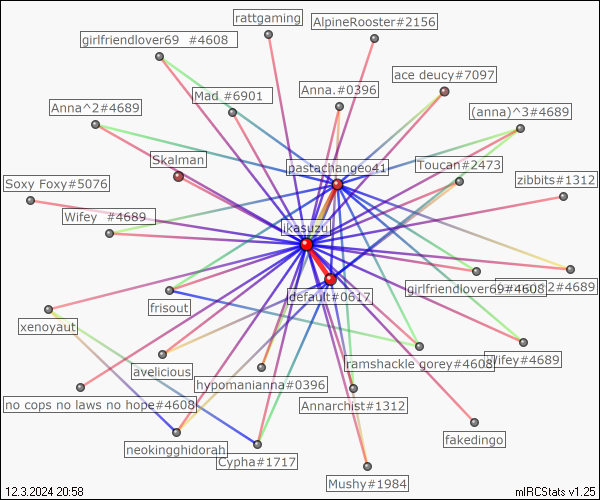 rattgaming
AlpineRooster#2156
girlfriendlover69 #4608
ace deucy#7097
Mad #6901
Anna.#0396
Anna^2#4689
(anna)^3#4689
Skalman
pastachangeo41
Toucan#2473
Soxy Foxy#5076
zibbits#1312
Wifey #4689
ikasuzu
girlfriendlover69#4608
2#4689
default#0617
frisout
xenoyaut
ramshackle gorey#4608
Wifey#4689
avelicious
hypomanianna#0396
no cops no laws no hope#4608
Annarchist#1312
neokingghidorah
fakedingo
Cypha#1717
Mushy#1984
12.3.2024 20:58
mIRCStats v1.25